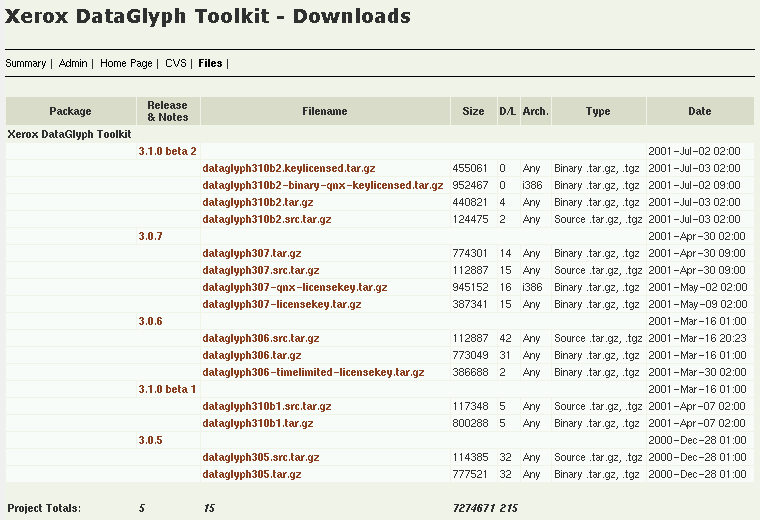 Xerox DataGlyph Toolkit - Downloads
Summary | Admin | Home Page | CVS | Files |
Package Release & Notes Filename Size D/L Arch. Type Date
Xerox DataGlyph Toolkit
3.1.0 beta 2 2001-Jul-02 02:00
dataglyph310b2.keylicensed.tar.gz 455061 0 Any Binary .tar.gz, .tgz 2001-Jul-03 02:00
dataglyph310b2-binary-qnx-keylicensed.tar.gz 952467 0 i386 Binary .tar.gz, .tgz 2001-Jul-02 09:00
dataglyph310b2.tar.gz 440821 4 Any Binary .tar.gz, .tgz 2001-Jul-03 02:00
dataglyph310b2.src.tar.gz 124475 2 Any Source .tar.gz, .tgz 2001-Jul-03 02:00
3.0.7 2001-Apr-30 02:00
dataglyph307.tar.gz 774301 14 Any Binary .tar.gz, .tgz 2001-Apr-30 09:00
dataglyph307.src.tar.gz 112887 15 Any Source .tar.gz, .tgz 2001-Apr-30 09:00
dataglyph307-qnx-licensekey.tar.gz 945152 16 i386 Binary .tar.gz, .tgz 2001-May-02 02:00
dataglyph307-licensekey.tar.gz 387341 15 Any Binary .tar.gz, .tgz 2001-May-09 02:00
3.0.6 2001-Mar-16 01:00
dataglyph306.src.tar.gz 112887 42 Any Source .tar.gz, .tgz 2001-Mar-16 20:23
dataglyph306.tar.gz 773049 31 Any Binary .tar.gz, .tgz 2001-Mar-16 01:00
dataglyph306-timelimited-licensekey.tar.gz 386688 2 Any Binary .tar.gz, .tgz 2001-Mar-30 02:00
3.1.0 beta 1 2001-Mar-16 01:00
dataglyph310b1.src.tar.gz 117348 5 Any Source .tar.gz, .tgz 2001-Apr-07 02:00
dataglyph310b1.tar.gz 800288 5 Any Binary .tar.gz, .tgz 2001-Apr-07 02:00
3.0.5 2000-Dec-28 01:00
dataglyph305.src.tar.gz 114385 32 Any Source .tar.gz, .tgz 2000-Dec-28 01:00
dataglyph305.tar.gz 777521 32 Any Binary .tar.gz, .tgz 2000-Dec-28 01:00
Project Totals: 5 15 7274671 215